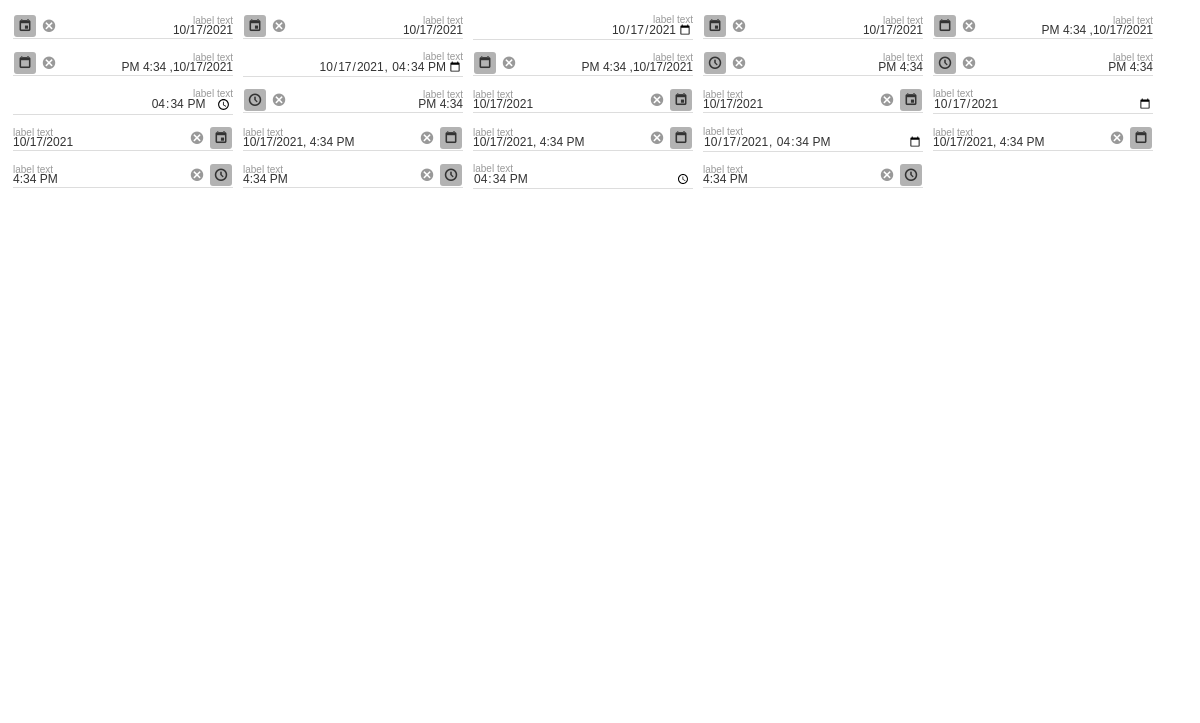 label text
10/17/2021
label text
10/17/2021
label text
10/17/2021
label text
10/17/2021
label text
PM 4:34 ,10/17/2021
label text
PM 4:34 ,10/17/2021
label text
10/17/2021, 04:34 PM
label text
PM 4:34 ,10/17/2021
label text
PM 4:34
label text
PM 4:34
label text
04:34 PM
label text
PM 4:34
label text
10/17/2021
label text
10/17/2021
label text
10/17/2021
label text
10/17/2021
label text
10/17/2021, 4:34 PM
label text
10/17/2021, 4:34 PM
label text
10/17/2021, 04:34 PM
label text
10/17/2021, 4:34 PM
label text
4:34 PM
label text
4:34 PM
label text
04:34 PM
label text
4:34 PM